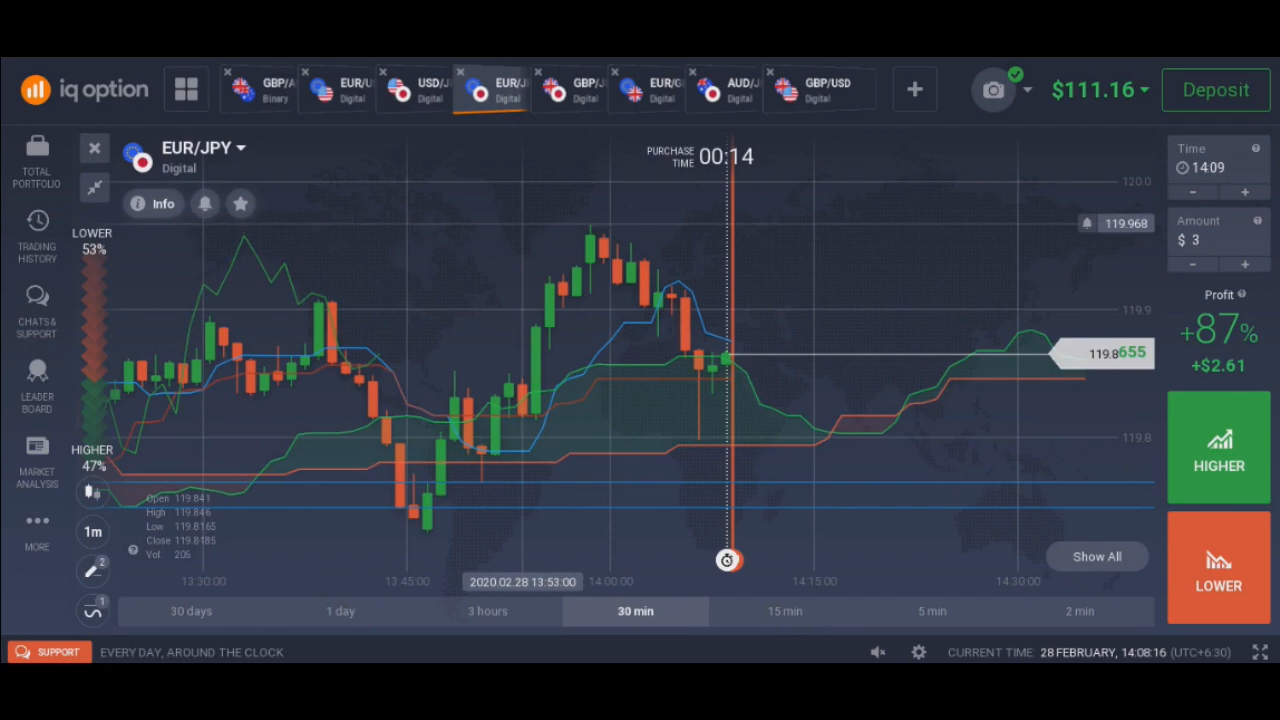 iq option
GBP/A
Binary
EUR/U
Digital
USD/J
Digital
EUR/J
Digital
GBP/J
Digital
EUR/G
Digital
AUD/J
Digital
GBP/USD
Digital
+
$111.16
Deposit
TOTAL
PORTFOLIO
TRADING
HISTORY
CHATS &
SUPPORT
LEADER
BOARD
MARKET
ANALYSIS
MORE
EUR/JPY
Digital
Info
LOWER
53%
HIGHER
47%
1m
2
1
PURCHASE
TIME
00:14
120.0
119.968
119.9
119.8655
119.8
Open 119.841
High 119.846
Low 119.8165
Close 119.8185
Vol. 205
13:30:00
13:45:00
2020.02.28 13:53:00
14:00:00
14:15:00
14:30:00
Show All
30 days
1 day
3 hours
30 min
15 min
5 min
2 min
Time
14:09
-
+
Amount
$ 3
-
+
Profit
+87%
+$2.61
HIGHER
LOWER
SUPPORT
EVERY DAY, AROUND THE CLOCK
CURRENT TIME: 28 FEBRUARY, 14:08:16 (UTC+6:30)